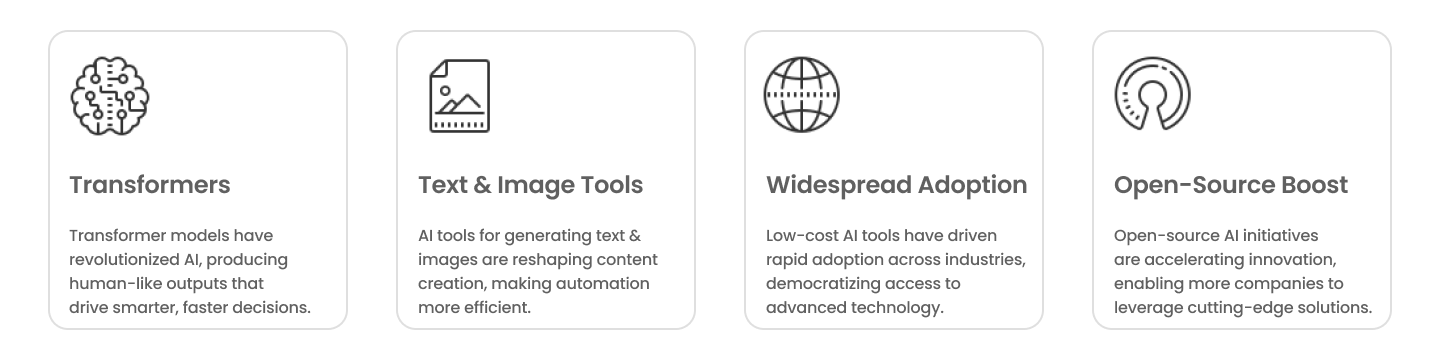 Transformers
Transformer models have
revolutionized AI, producing
human-like outputs that
drive smarter, faster decisions.
Text & Image Tools
AI tools for generating text &
images are reshaping content
creation, making automation
more efficient.
Widespread Adoption
Low-cost AI tools have driven
rapid adoption across industries,
democratizing access to
advanced technology.
Open-Source Boost
Open-source AI initiatives
are accelerating innovation,
enabling more companies to
leverage cutting-edge solutions.